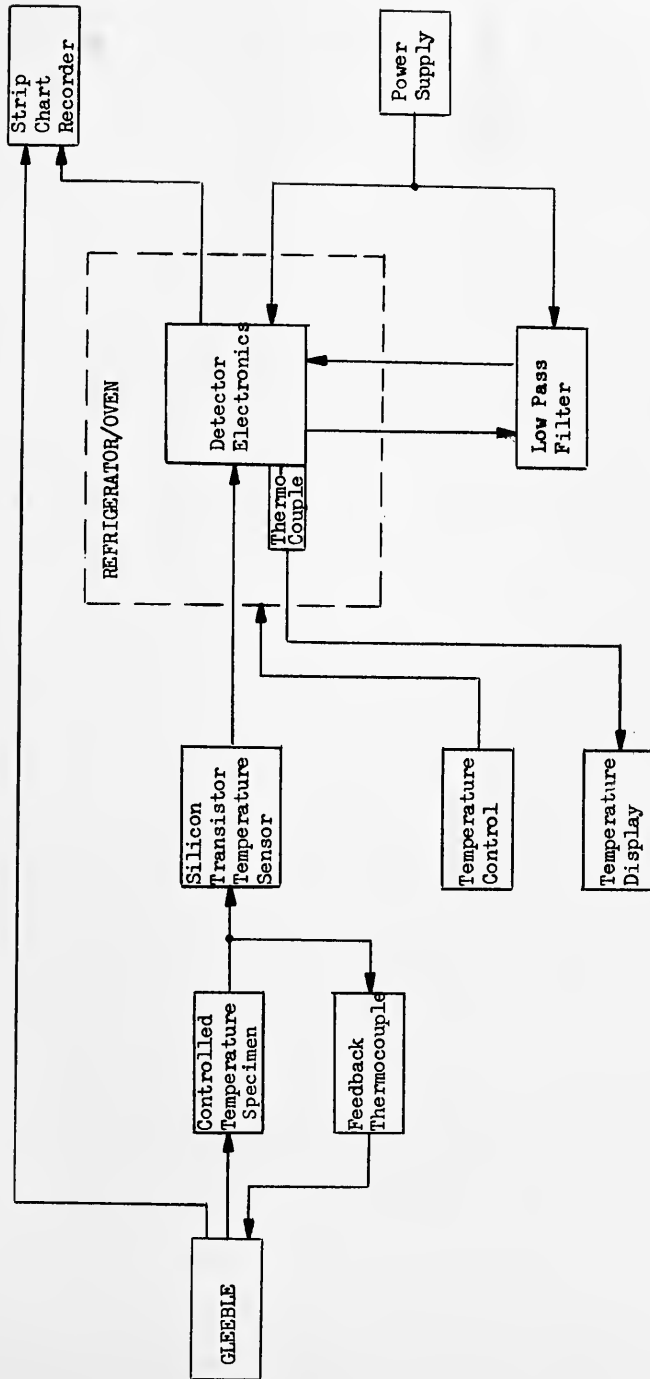 Strip
Chart
Recorder
Power
Supply
REFRIGERATOR/OVEN
Detector
Electronics
Thermo-
Couple
Low Pass
Filter
Silicon
Transistor
Temperature
Sensor
Temperature
Control
Temperature
Display
Controlled
Temperature
Specimen
Feedback
Thermocouple
GLEEBLE